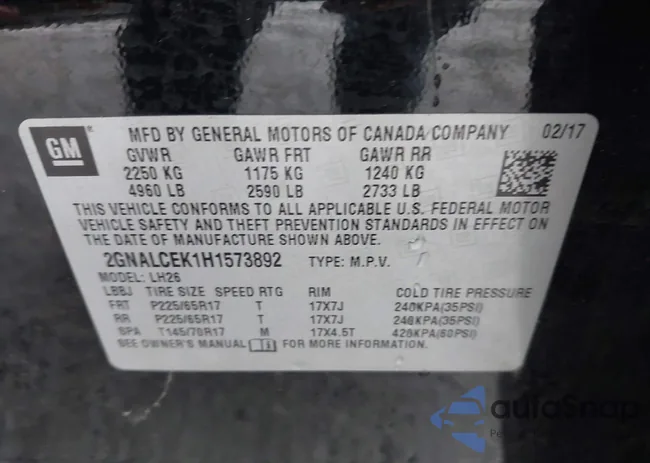 GM
MFD BY GENERAL MOTORS OF CANADA COMPANY 02/17
GVWR GAWR FRT GAWR RR
2250 KG 1175 KG 1240 KG
4960 LB 2590 LB 2733 LB
THIS VEHICLE CONFORMS TO ALL APPLICABLE U.S. FEDERAL MOTOR
VEHICLE SAFETY AND THEFT PREVENTION STANDARDS IN EFFECT ON
THE DATE OF MANUFACTURE SHOWN ABOVE.
2GNALCEK1H1573892 TYPE: M.P.V.
MODEL: LH26
LBBJ TIRE SIZE SPEED RTG RIM COLD TIRE PRESSURE
FRT P225/65R17 T 17X7J 240KPA(35PSI)
RR P225/65R17 T 17X7J 240KPA(35PSI)
SPA T145/70R17 M 17X4.5T 420KPA(60PSI)
SEE OWNER'S MANUAL FOR MORE INFORMATION.
autoSnap